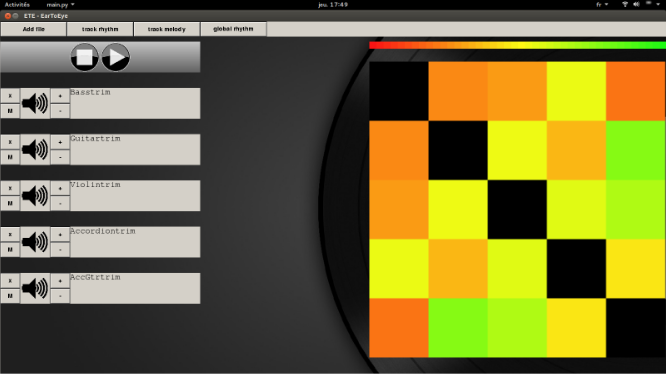 Activités main.py jeu. 17:49 fr
ETE - EarToEye
Add file track rhythm track melody global rhythm
X + Basstrim
M -
X + Guitartrim
M -
X + Violintrim
M -
X + Accordiontrim
M -
X + AccGtrtrim
M -